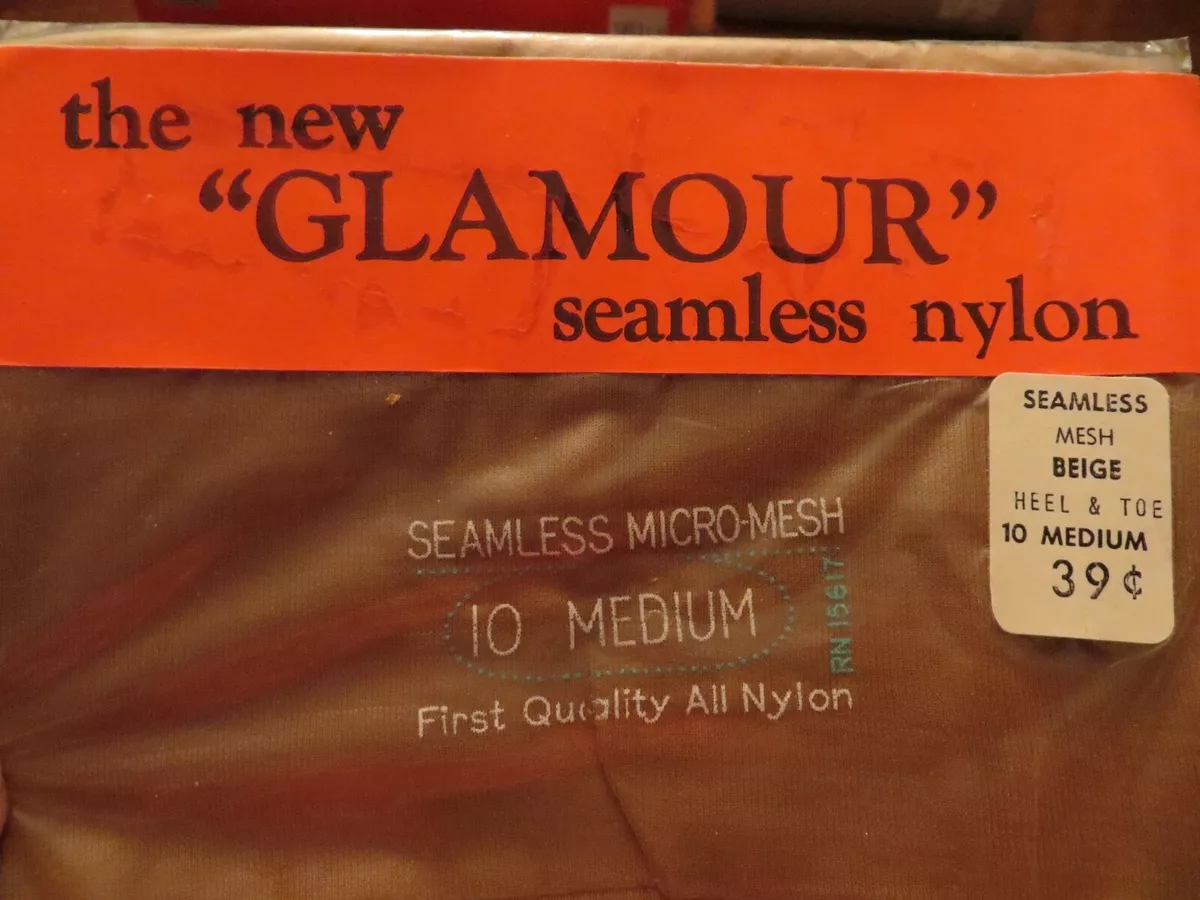 the new
“GLAMOUR”
seamless nylon
SEAMLESS
MESH
BEIGE
HEEL & TOE
10 MEDIUM
39¢
SEAMLESS MICRO-MESH
10 MEDIUM
RN 15617
First Quality All Nylon